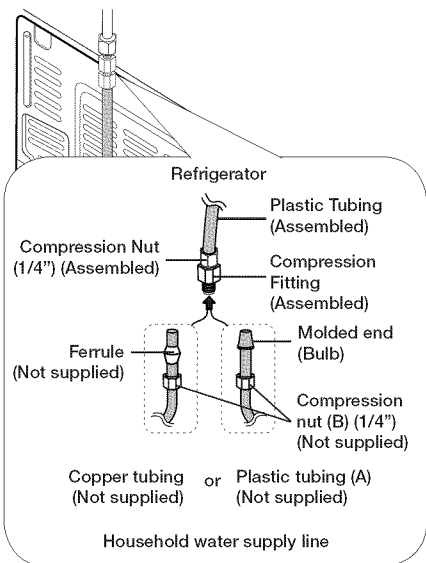 Refrigerator
Plastic Tubing
(Assembled)
Compression Nut
(1/4”) (Assembled)
Compression
Fitting
(Assembled)
Ferrule
(Not supplied)
Molded end
(Bulb)
Compression
nut (B) (1/4”)
(Not supplied)
Copper tubing
(Not supplied)
or
Plastic tubing (A)
(Not supplied)
Household water supply line